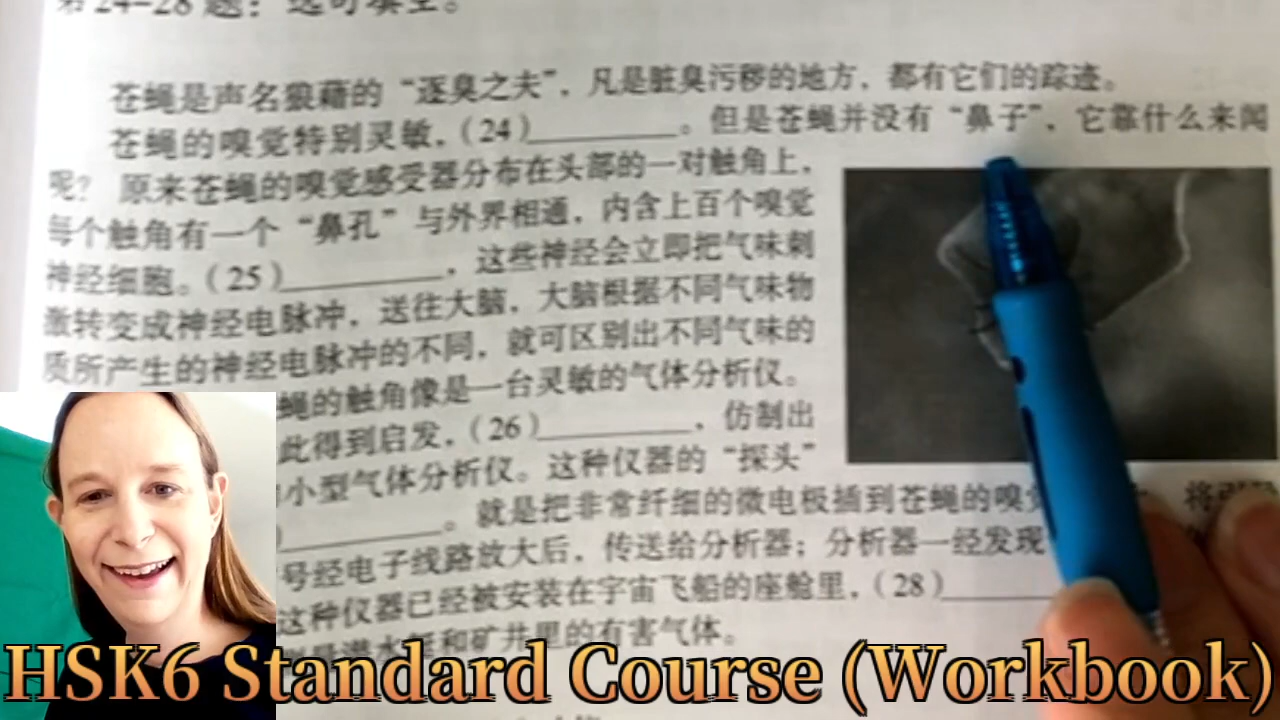 第24-28题：选句填空。
苍蝇是声名狼藉的“逐臭之夫”，凡是脏臭污秽的地方，都有它们的踪迹。
苍蝇的嗅觉特别灵敏，（24）________。但是苍蝇并没有“鼻子”，它靠什么来闻
呢？原来苍蝇的嗅觉感受器分布在头部的一对触角上，
每个触角有一个“鼻孔”与外界相通，内含上百个嗅觉
神经细胞。（25）________，这些神经会立即把气味刺
激转变成神经电脉冲，送往大脑，大脑根据不同气味物
质所产生的神经电脉冲的不同，就可区别出不同气味的
蝇的触角像是一台灵敏的气体分析仪。
此得到启发，（26）________，仿制出
小型气体分析仪。这种仪器的“探头”
________。就是把非常纤细的微电极插到苍蝇的嗅
号经电子线路放大后，传送给分析器；分析器一经发现
这种仪器已经被安装在宇宙飞船的座舱里，（28）________
潜水艇和矿井里的有害气体。
HSK6 Standard Course (Workbook)